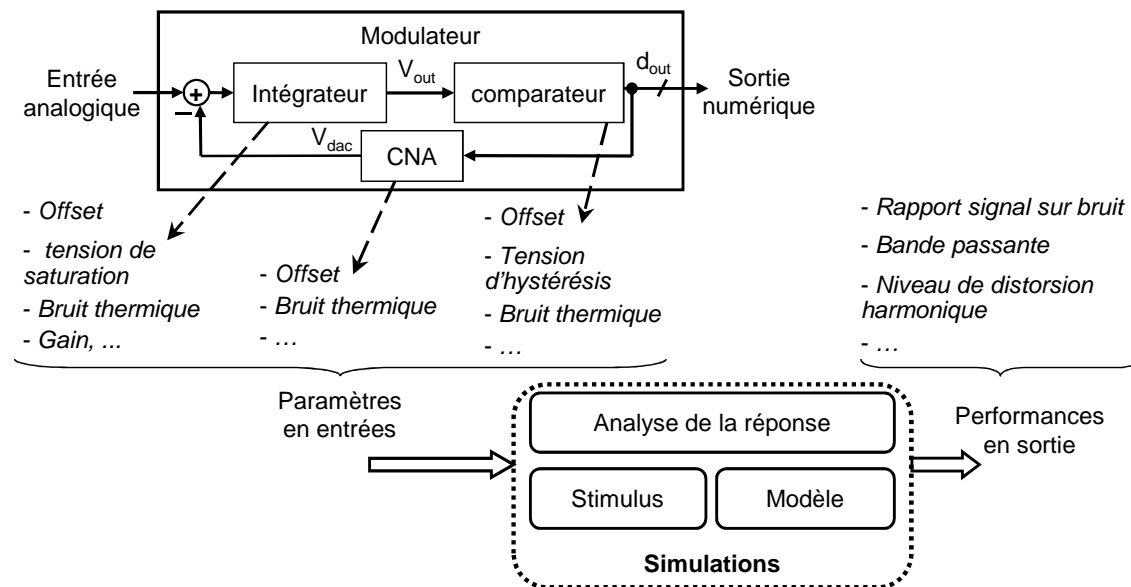 Modulateur
Entrée
analogique
+
−
Intégrateur
V_out
comparateur
d_out
Sortie
numérique
V_dac
CNA
- Offset
- tension de
saturation
- Bruit thermique
- Gain, ...
- Offset
- Bruit thermique
- …
- Offset
- Tension
d'hystérésis
- Bruit thermique
- …
- Rapport signal sur bruit
- Bande passante
- Niveau de distorsion
harmonique
- …
Paramètres
en entrées
Analyse de la réponse
Stimulus
Modèle
Simulations
Performances
en sortie